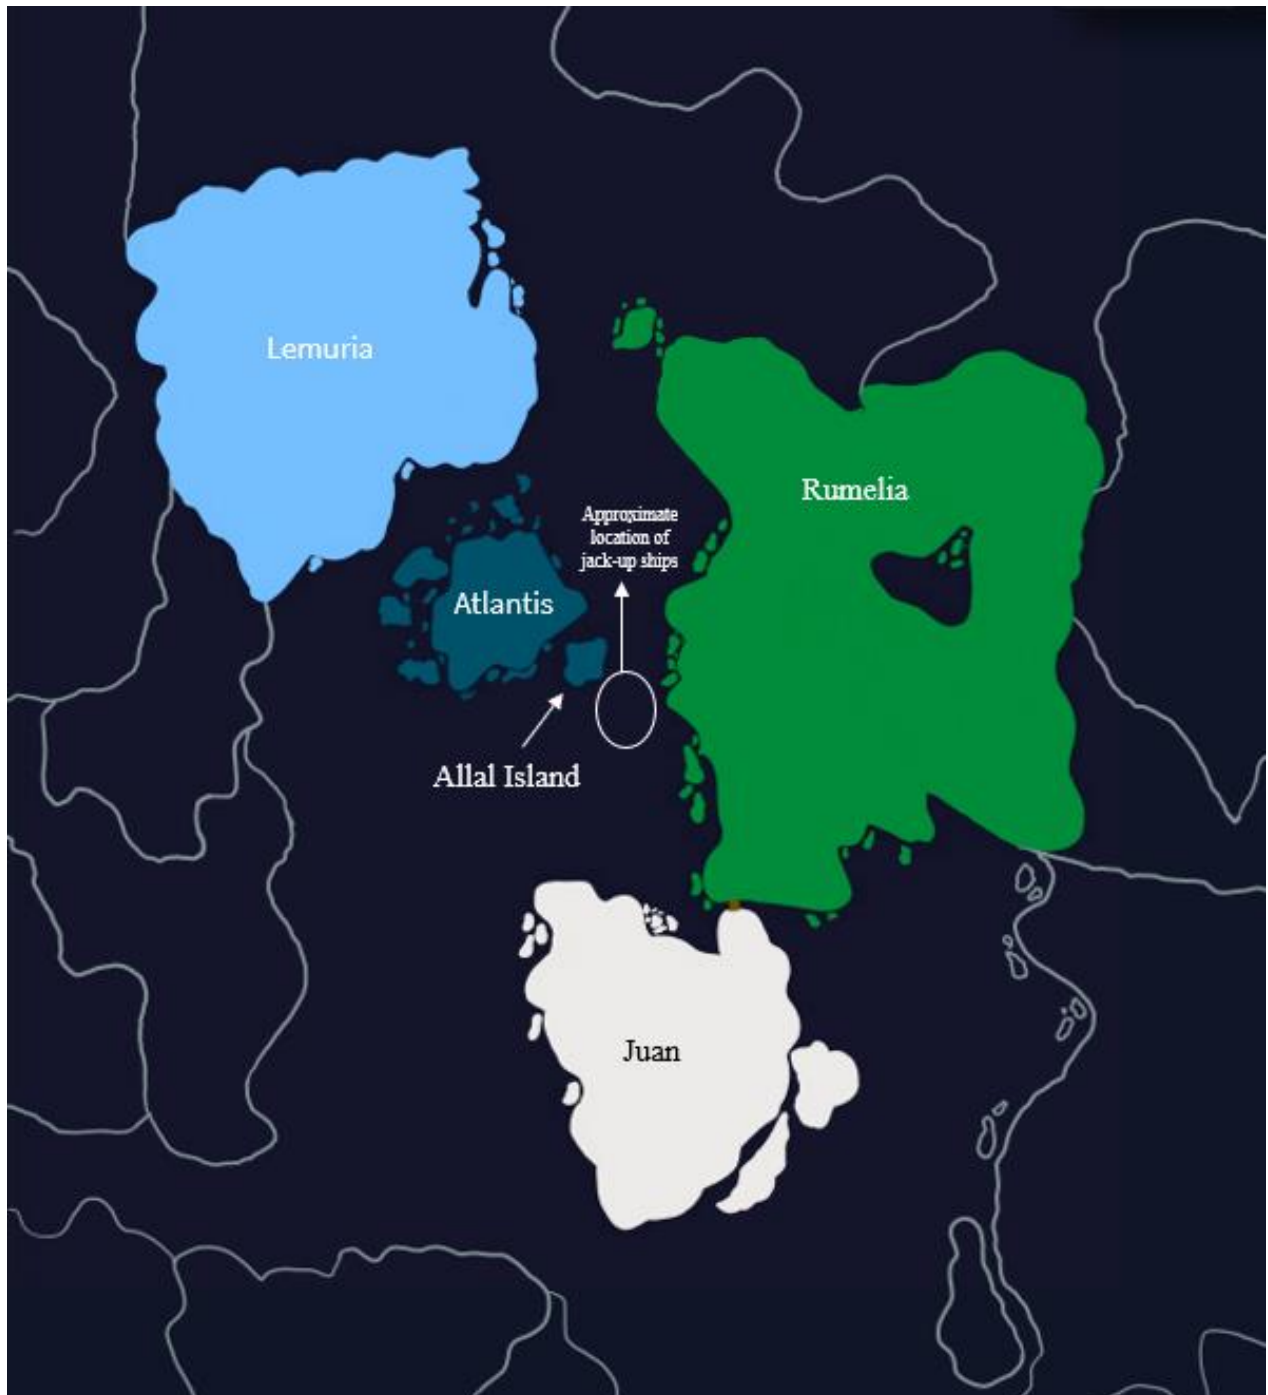 Lemuria
Rumelia
Approximate
location of
jack-up ships
Atlantis
Allal Island
Juan